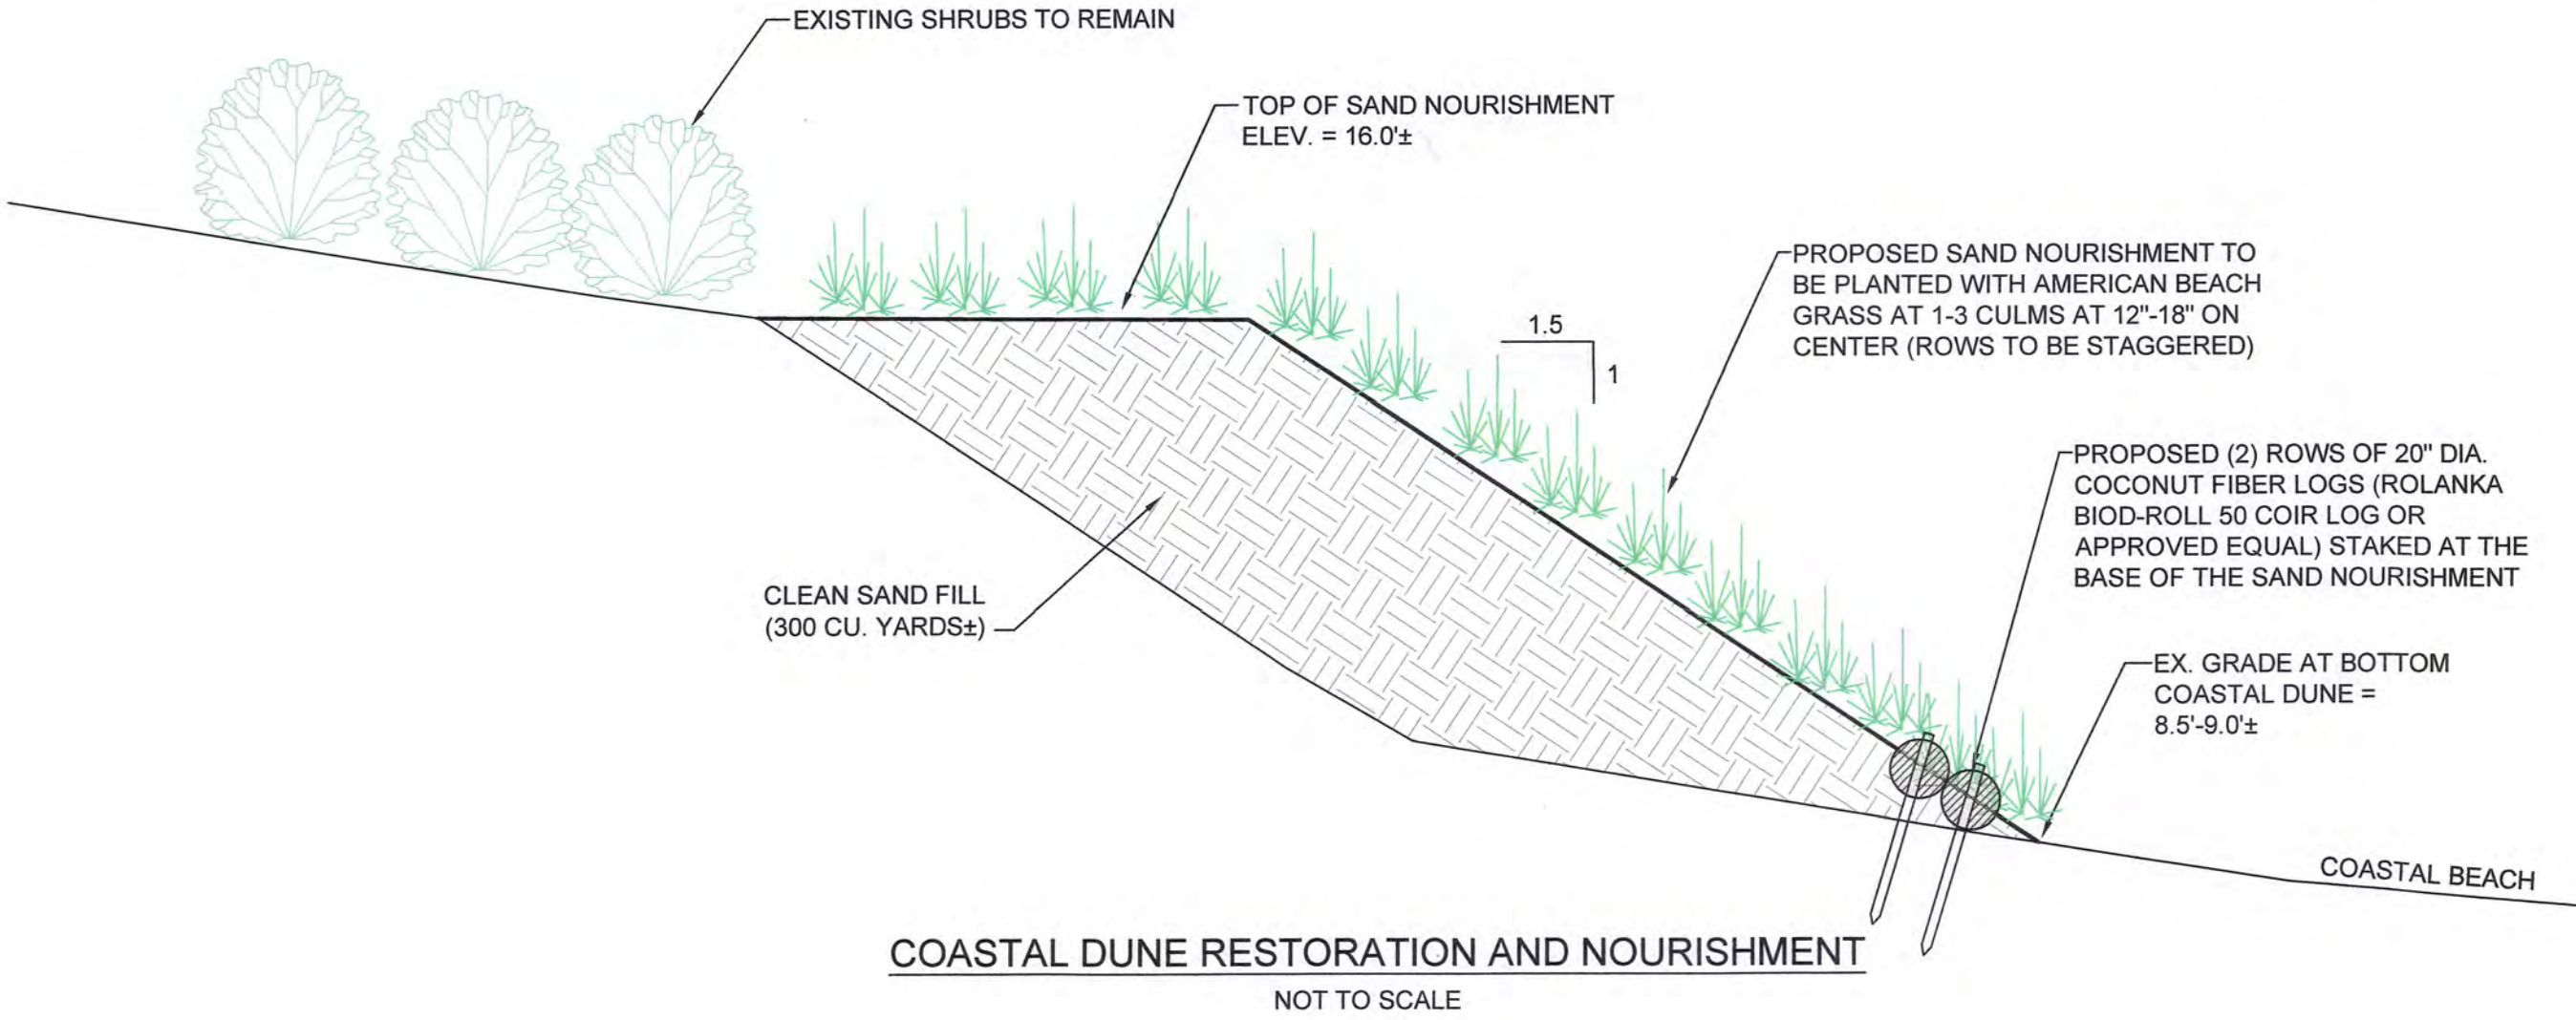 EXISTING SHRUBS TO REMAIN
TOP OF SAND NOURISHMENT
ELEV. = 16.0'±
PROPOSED SAND NOURISHMENT TO
BE PLANTED WITH AMERICAN BEACH
GRASS AT 1-3 CULMS AT 12"-18" ON
CENTER (ROWS TO BE STAGGERED)
1.5
1
PROPOSED (2) ROWS OF 20" DIA.
COCONUT FIBER LOGS (ROLANKA
BIOD-ROLL 50 COIR LOG OR
APPROVED EQUAL) STAKED AT THE
BASE OF THE SAND NOURISHMENT
CLEAN SAND FILL
(300 CU. YARDS±)
EX. GRADE AT BOTTOM
COASTAL DUNE =
8.5'-9.0'±
COASTAL BEACH
COASTAL DUNE RESTORATION AND NOURISHMENT
NOT TO SCALE